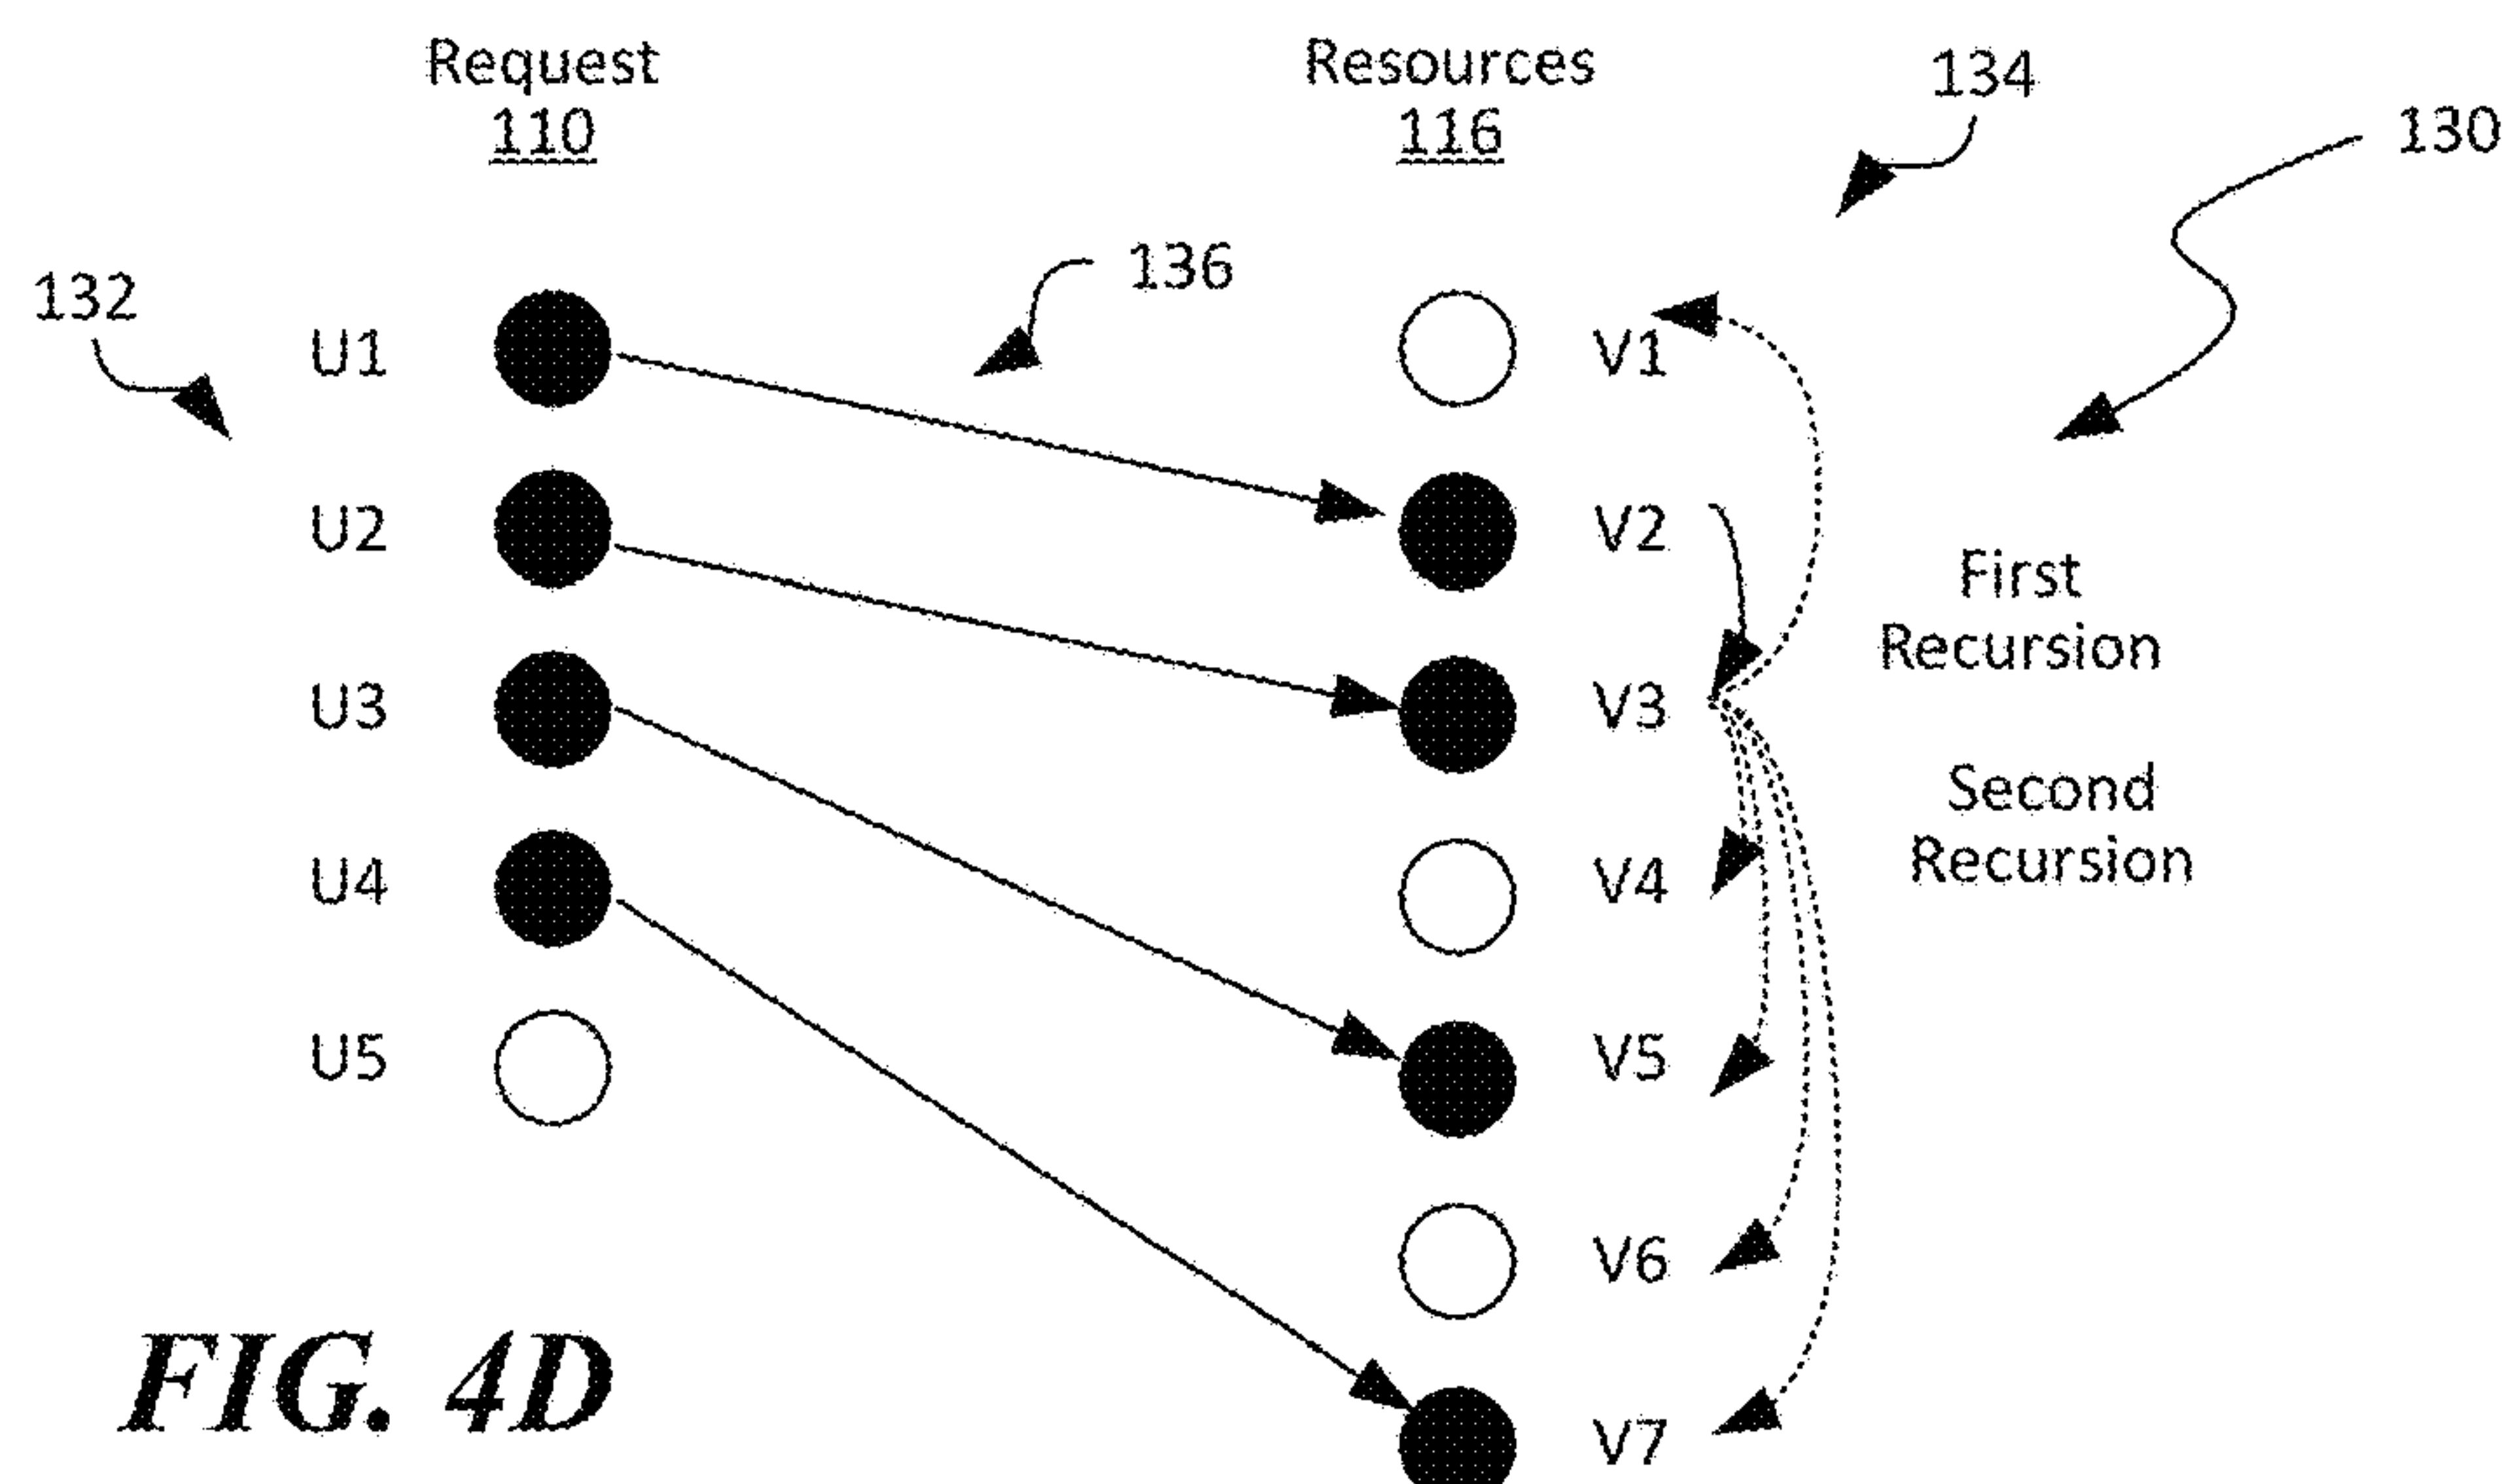 Request
110
Resources
116
134
130
132
136
U1
V1
U2
V2
First
Recursion
U3
V3
Second
Recursion
U4
V4
U5
V5
V6
FIG. 4D
V7